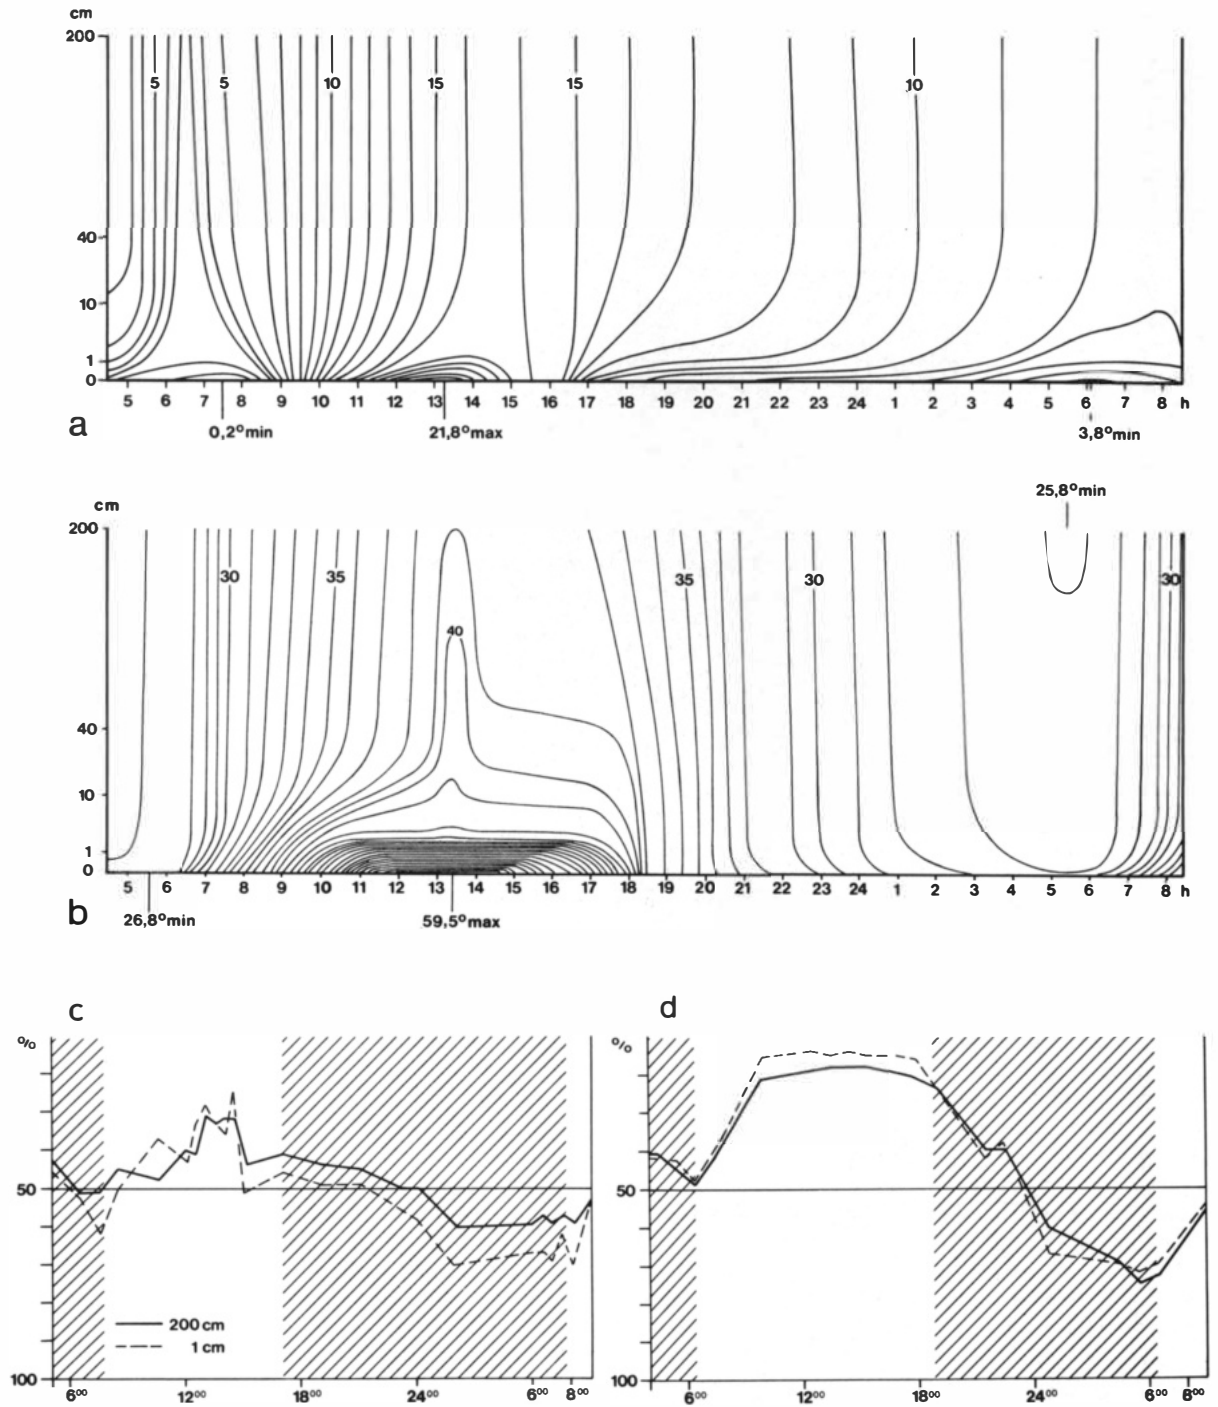 cm
200
5 5 10 15 15 10
40
10
1
0
5 6 7 8 9 10 11 12 13 14 15 16 17 18 19 20 21 22 23 24 1 2 3 4 5 6 7 8 h
a 0,2°min 21,8°max 3,8°min
25,8°min
cm
200
30 35 35 30 30
40
40
10
1
0
5 6 7 8 9 10 11 12 13 14 15 16 17 18 19 20 21 22 23 24 1 2 3 4 5 6 7 8 h
b 26,8°min 59,5°max
c d
% %
50 50
200 cm
1 cm
100 100
6⁰⁰ 12⁰⁰ 18⁰⁰ 24⁰⁰ 6⁰⁰ 8⁰⁰ 6⁰⁰ 12⁰⁰ 18⁰⁰ 24⁰⁰ 6⁰⁰ 8⁰⁰